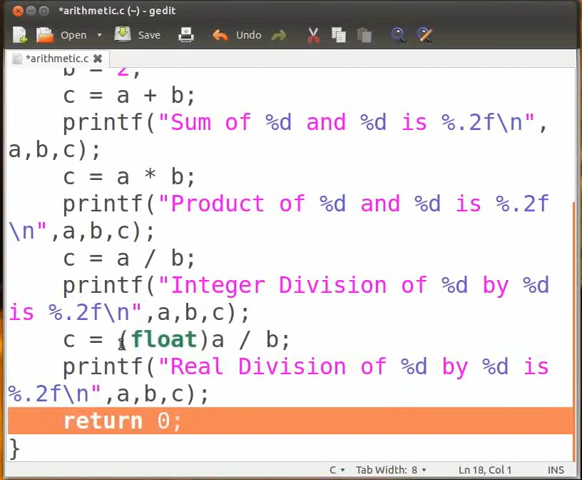 *arithmetic.c (~) - gedit
Open Save Undo
*arithmetic.c
b = 2;
c = a + b;
printf("Sum of %d and %d is %.2f\n",
a,b,c);
c = a * b;
printf("Product of %d and %d is %.2f
\n",a,b,c);
c = a / b;
printf("Integer Division of %d by %d
is %.2f\n",a,b,c);
c = (float)a / b;
printf("Real Division of %d by %d is
%.2f\n",a,b,c);
return 0;
}
C Tab Width: 8 Ln 18, Col 1 INS